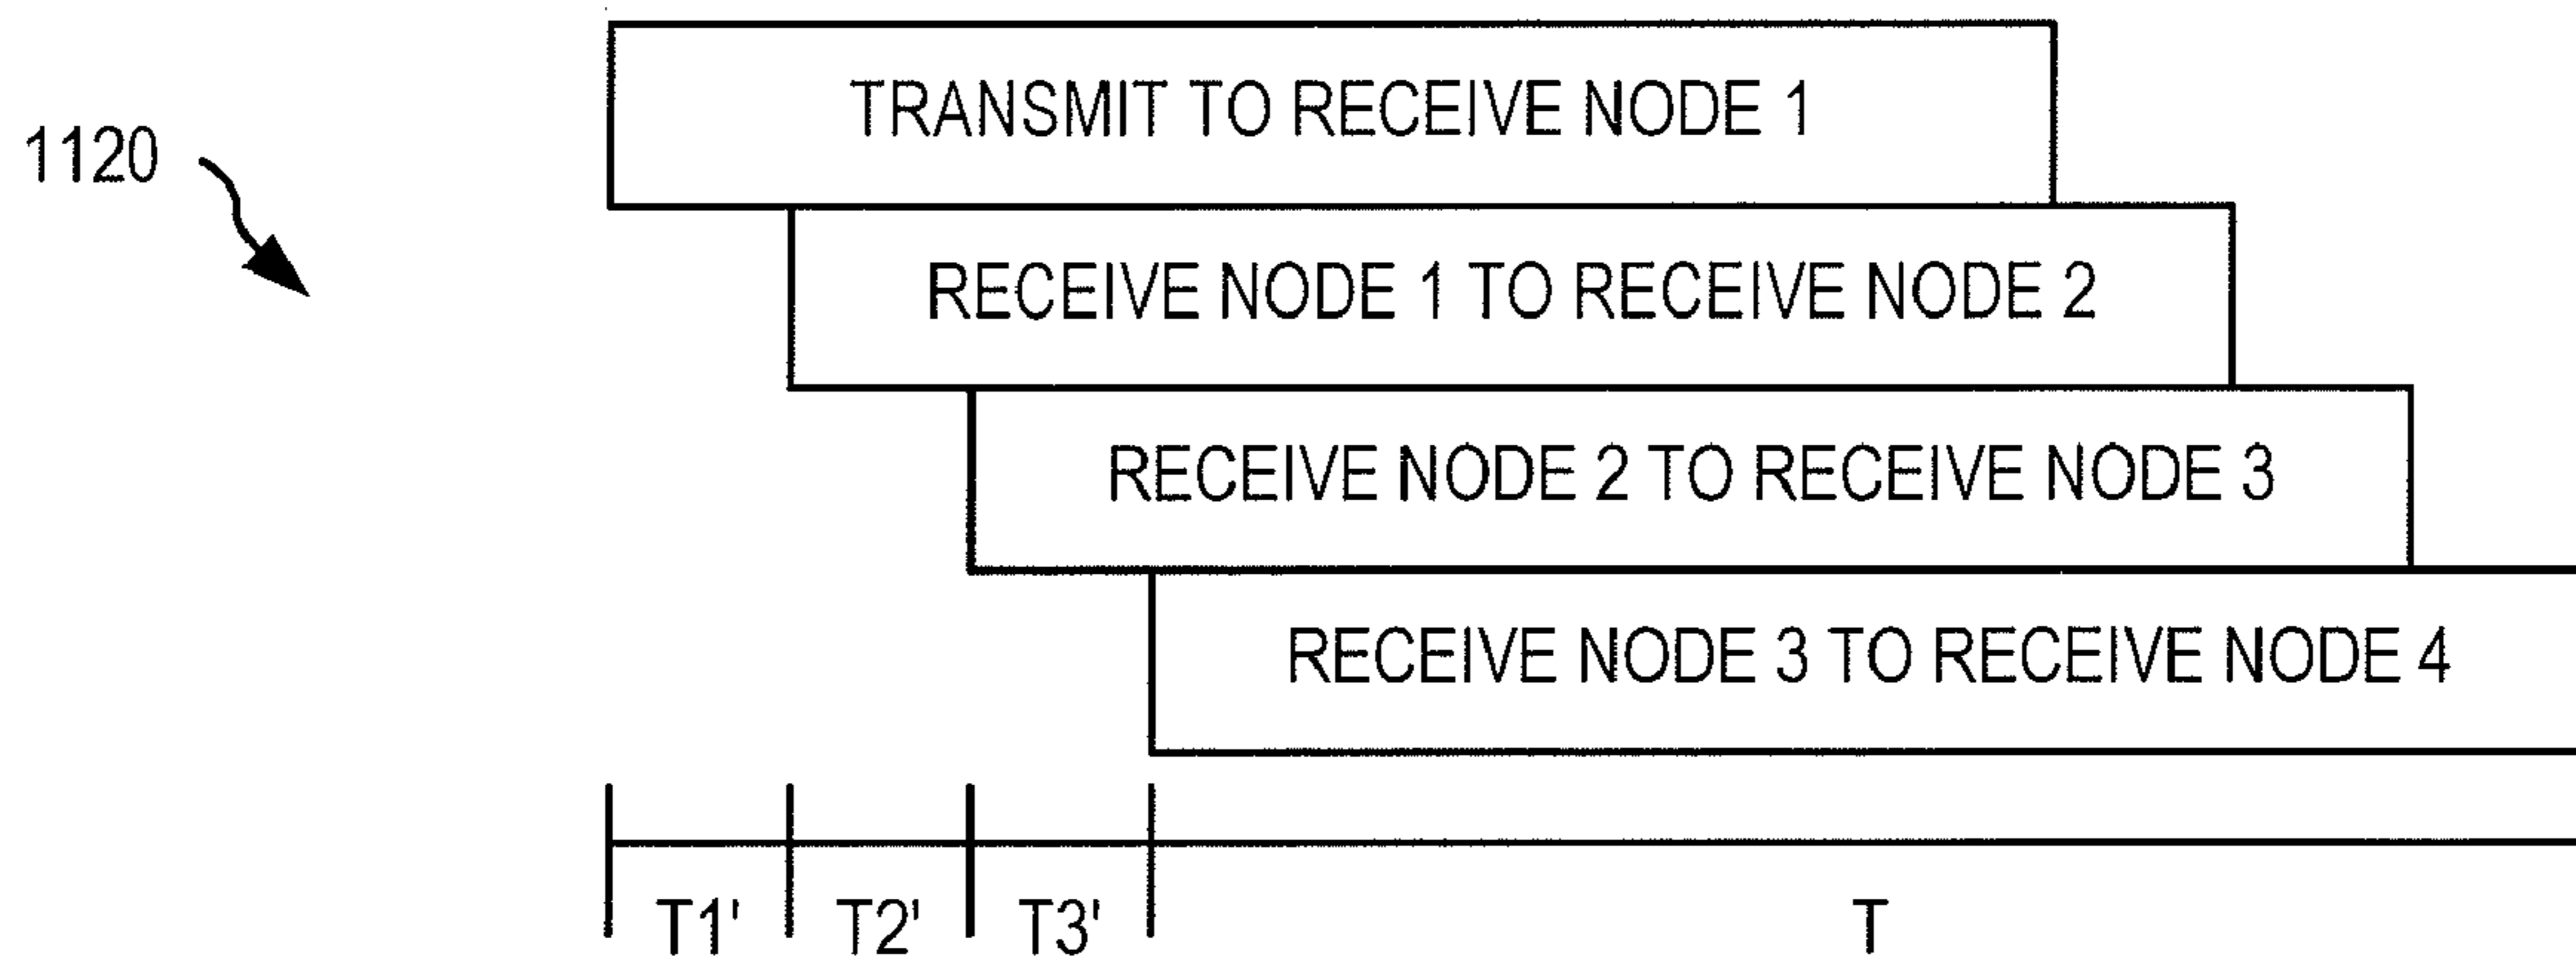 TRANSMIT TO RECEIVE NODE 1
1120
RECEIVE NODE 1 TO RECEIVE NODE 2
RECEIVE NODE 2 TO RECEIVE NODE 3
RECEIVE NODE 3 TO RECEIVE NODE 4
T1' T2' T3' T